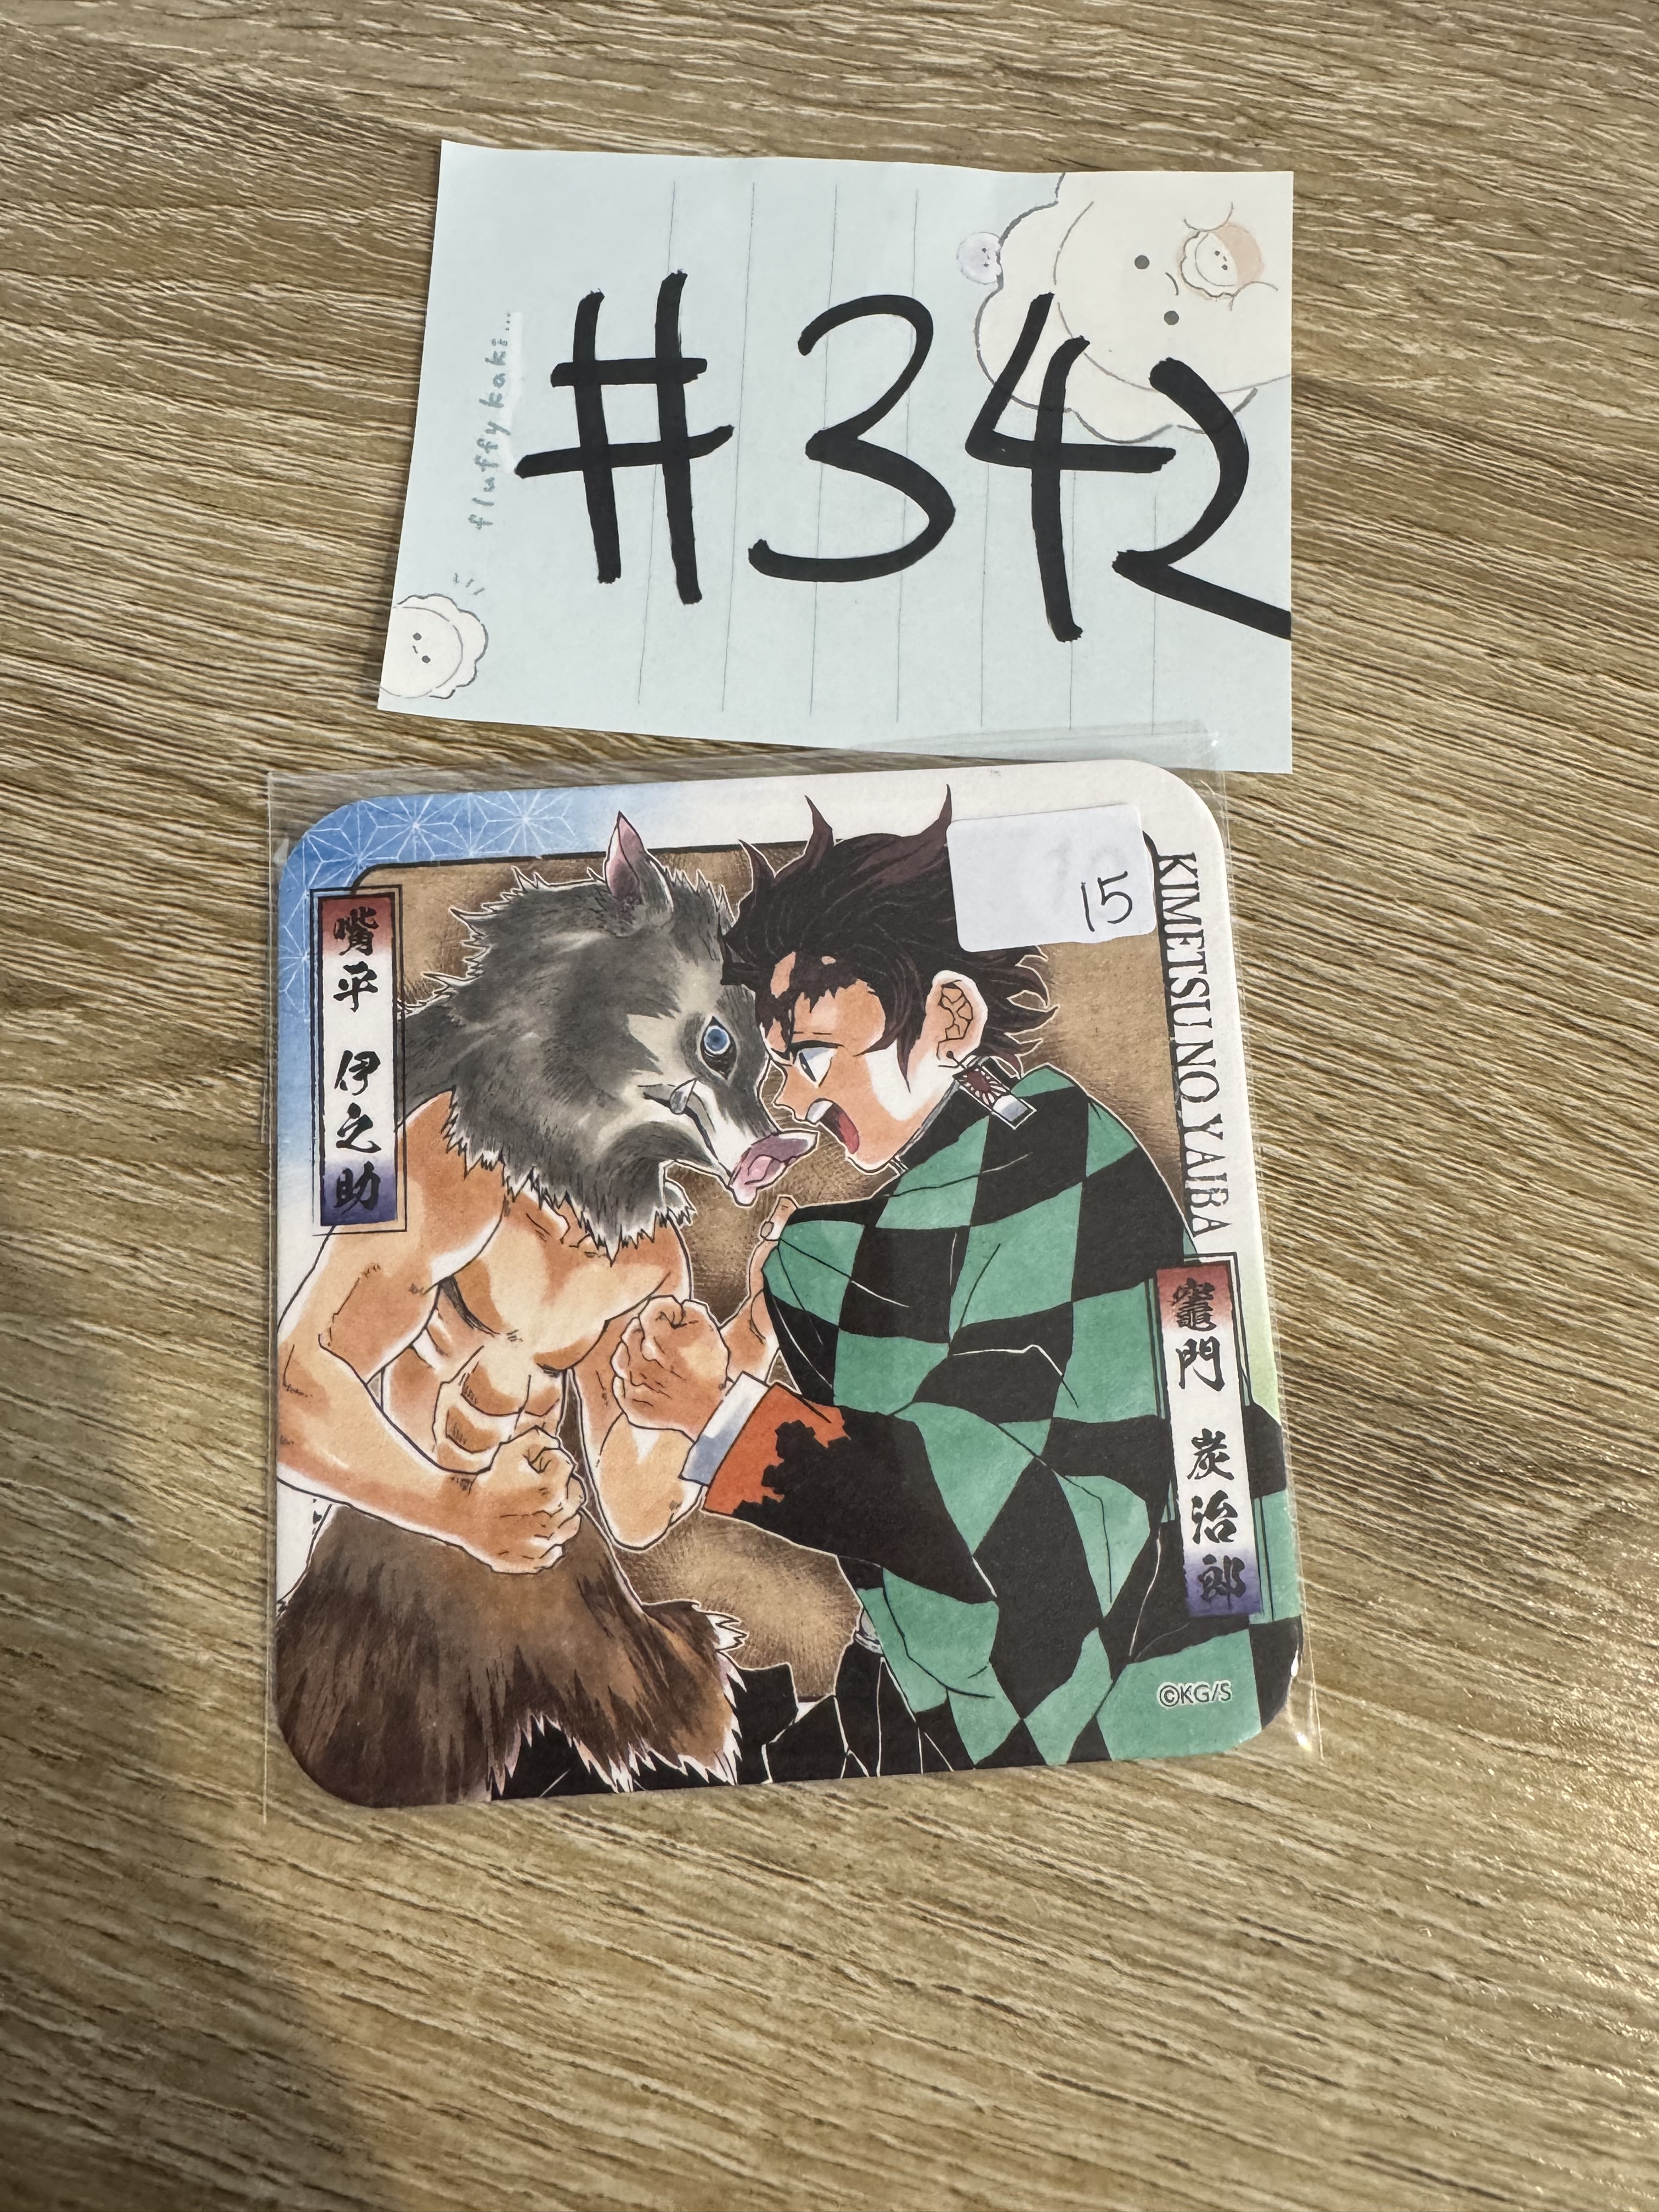 fluffy kaki...
#342
15
KIMETSU NO YAIBA
嘴平 伊之助
竈門 炭治郎
©KG/S